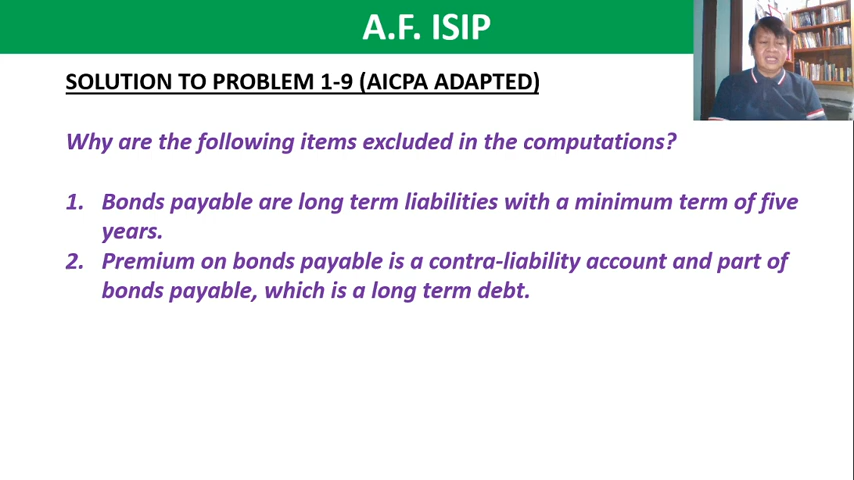 A.F. ISIP
SOLUTION TO PROBLEM 1-9 (AICPA ADAPTED)
Why are the following items excluded in the computations?
1. Bonds payable are long term liabilities with a minimum term of five
years.
2. Premium on bonds payable is a contra-liability account and part of
bonds payable, which is a long term debt.